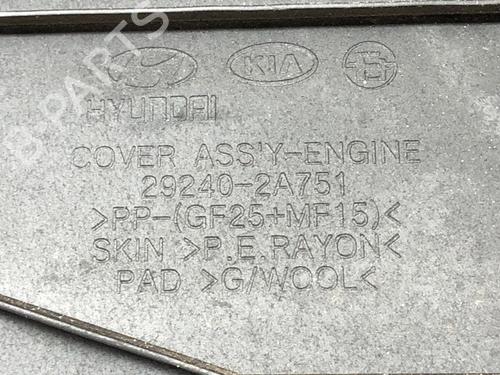 B-PARTS
HYUNDAI KIA
COVER ASS'Y-ENGINE
29240-2A751
>PP-(GF25+MF15)<
SKIN >P.E.RAYON<
PAD >G/WOOL<